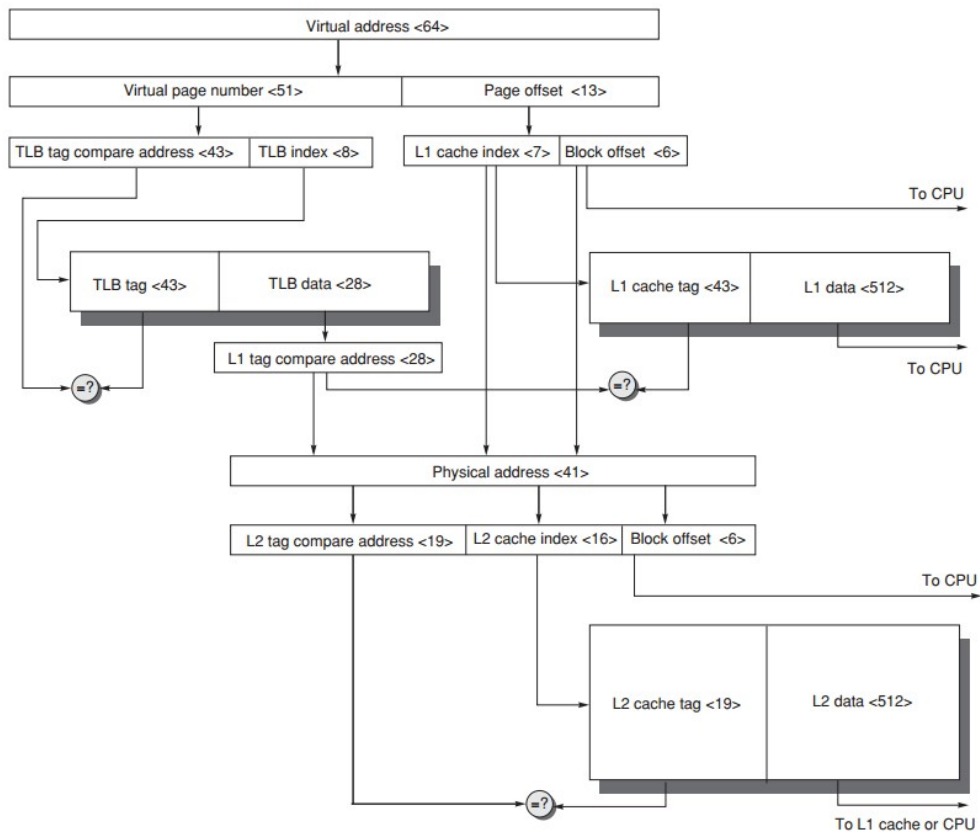 Virtual address <64>
Virtual page number <51> Page offset <13>
TLB tag compare address <43> TLB index <8> L1 cache index <7> Block offset <6>
To CPU
TLB tag <43> TLB data <28> L1 cache tag <43> L1 data <512>
L1 tag compare address <28> To CPU
=? =?
Physical address <41>
L2 tag compare address <19> L2 cache index <16> Block offset <6>
To CPU
L2 cache tag <19> L2 data <512>
=?
To L1 cache or CPU